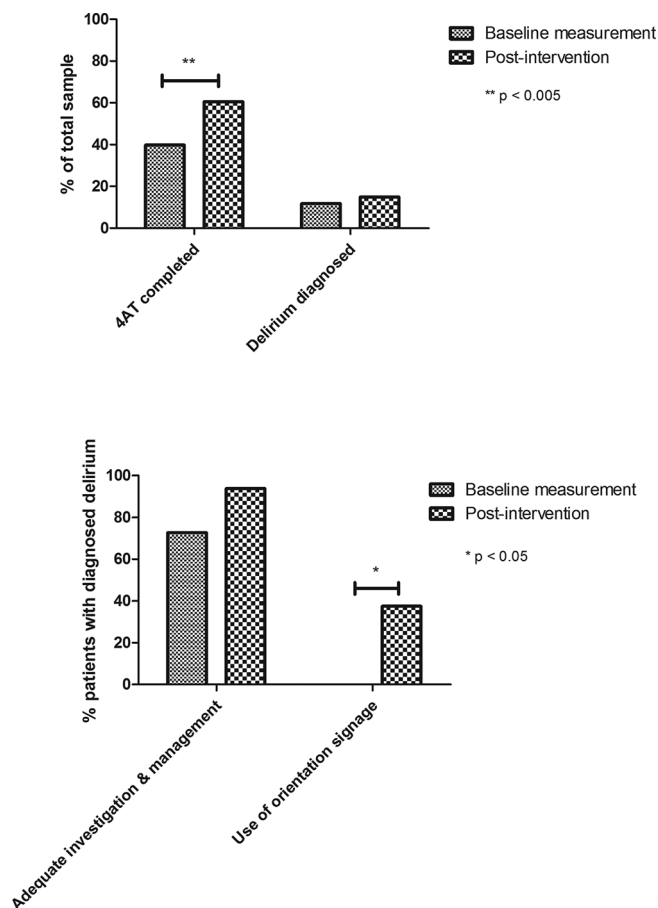 100
80
60
40
20
0
% of total sample
**
Baseline measurement
Post-intervention
** p < 0.005
4AT completed
Delirium diagnosed
100
80
60
40
20
0
% patients with diagnosed delirium
*
Baseline measurement
Post-intervention
* p < 0.05
Adequate investigation & management
Use of orientation signage